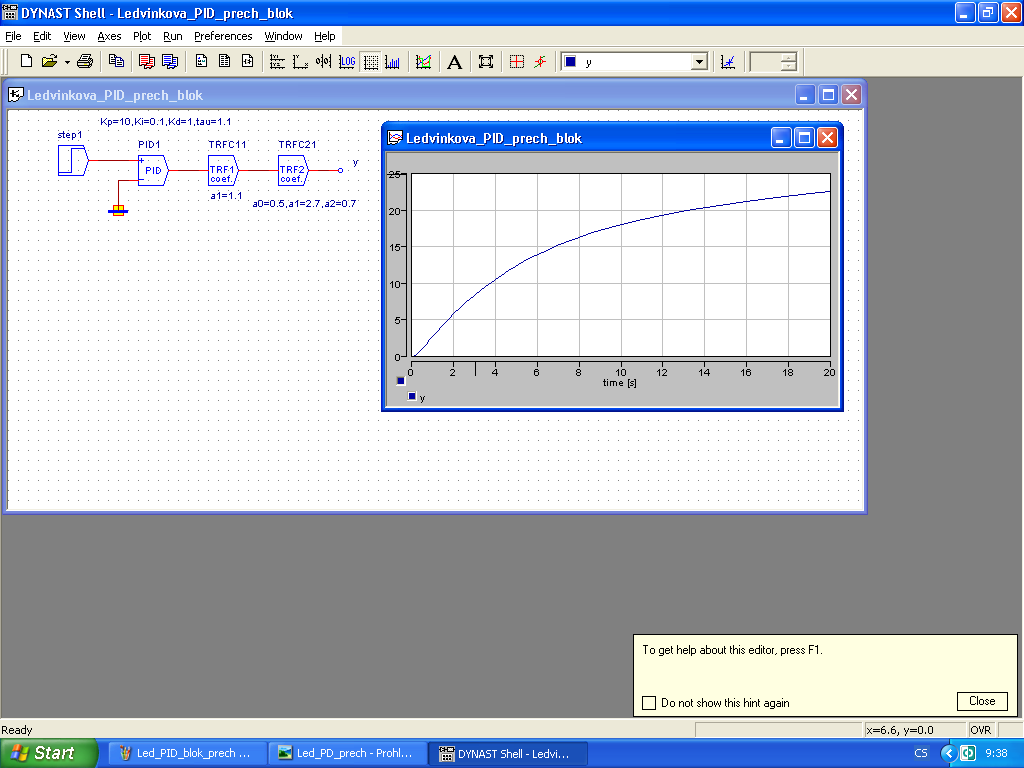 DYNAST Shell - Ledvinkova_PID_prech_blok
File Edit View Axes Plot Run Preferences Window Help
LOG A y
Ledvinkova_PID_prech_blok
Kp=10,Ki=0.1,Kd=1,tau=1.1
step1
PID1 TRFC11 TRFC21
y
+ PID TRF1 TRF2
- coef. coef.
a1=1.1
a0=0.5,a1=2.7,a2=0.7
Ledvinkova_PID_prech_blok
25
20
15
10
5
0
0 2 4 6 8 10 12 14 16 18 20
time [s]
y
To get help about this editor, press F1.
Do not show this hint again
Close
Ready
x=6.6, y=0.0 OVR
Start
Led_PID_blok_prech ...
Led_PD_prech - Prohl...
DYNAST Shell - Ledvi...
CS
9:38